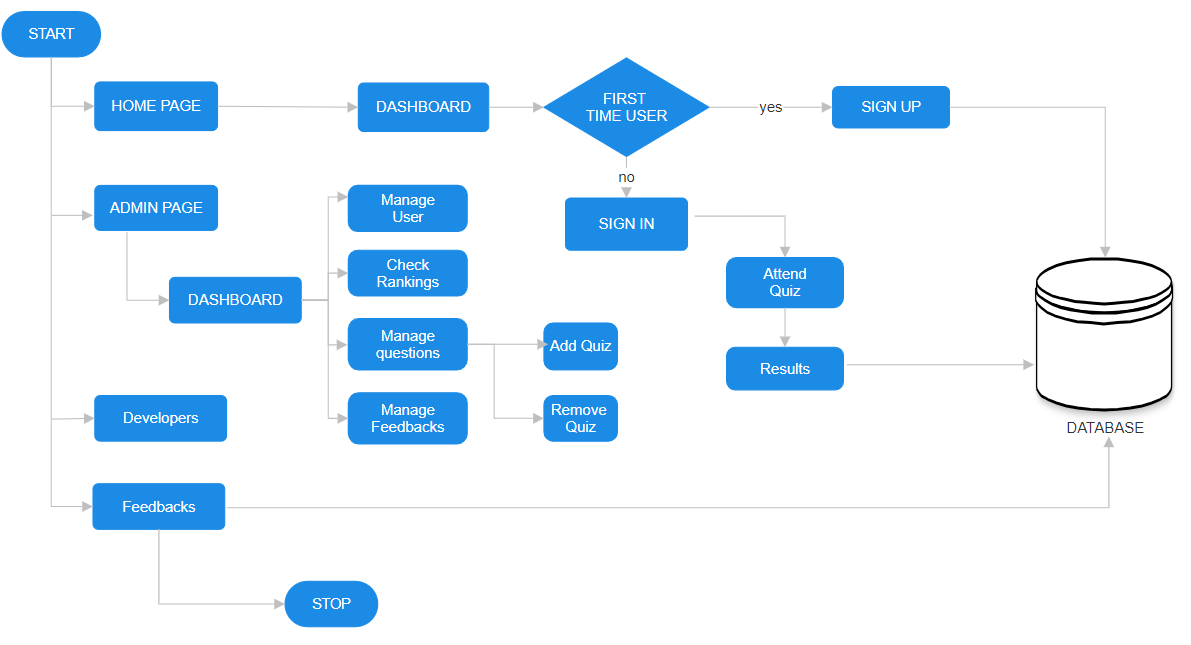 START
HOME PAGE
DASHBOARD
FIRST
TIME USER
yes
SIGN UP
no
SIGN IN
ADMIN PAGE
DASHBOARD
Manage
User
Check
Rankings
Manage
questions
Manage
Feedbacks
Add Quiz
Remove
Quiz
Attend
Quiz
Results
DATABASE
Developers
Feedbacks
STOP